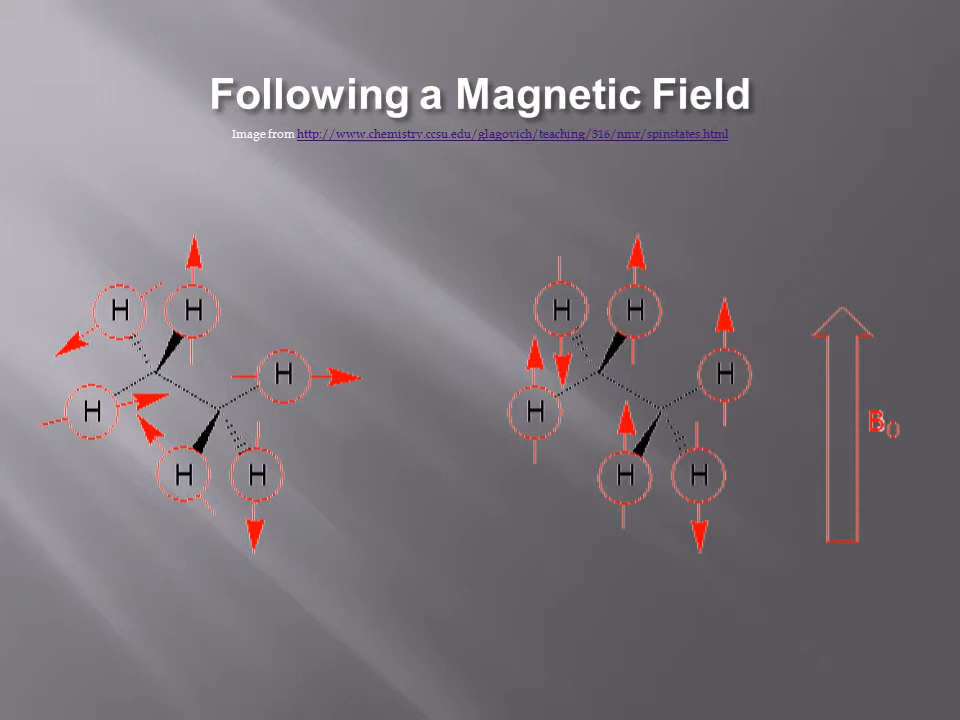 Following a Magnetic Field
Image from http://www.chemistry.ccsu.edu/glagovich/teaching/316/nmr/spinstates.html
H H H H
H H
H H B₀
H H H H